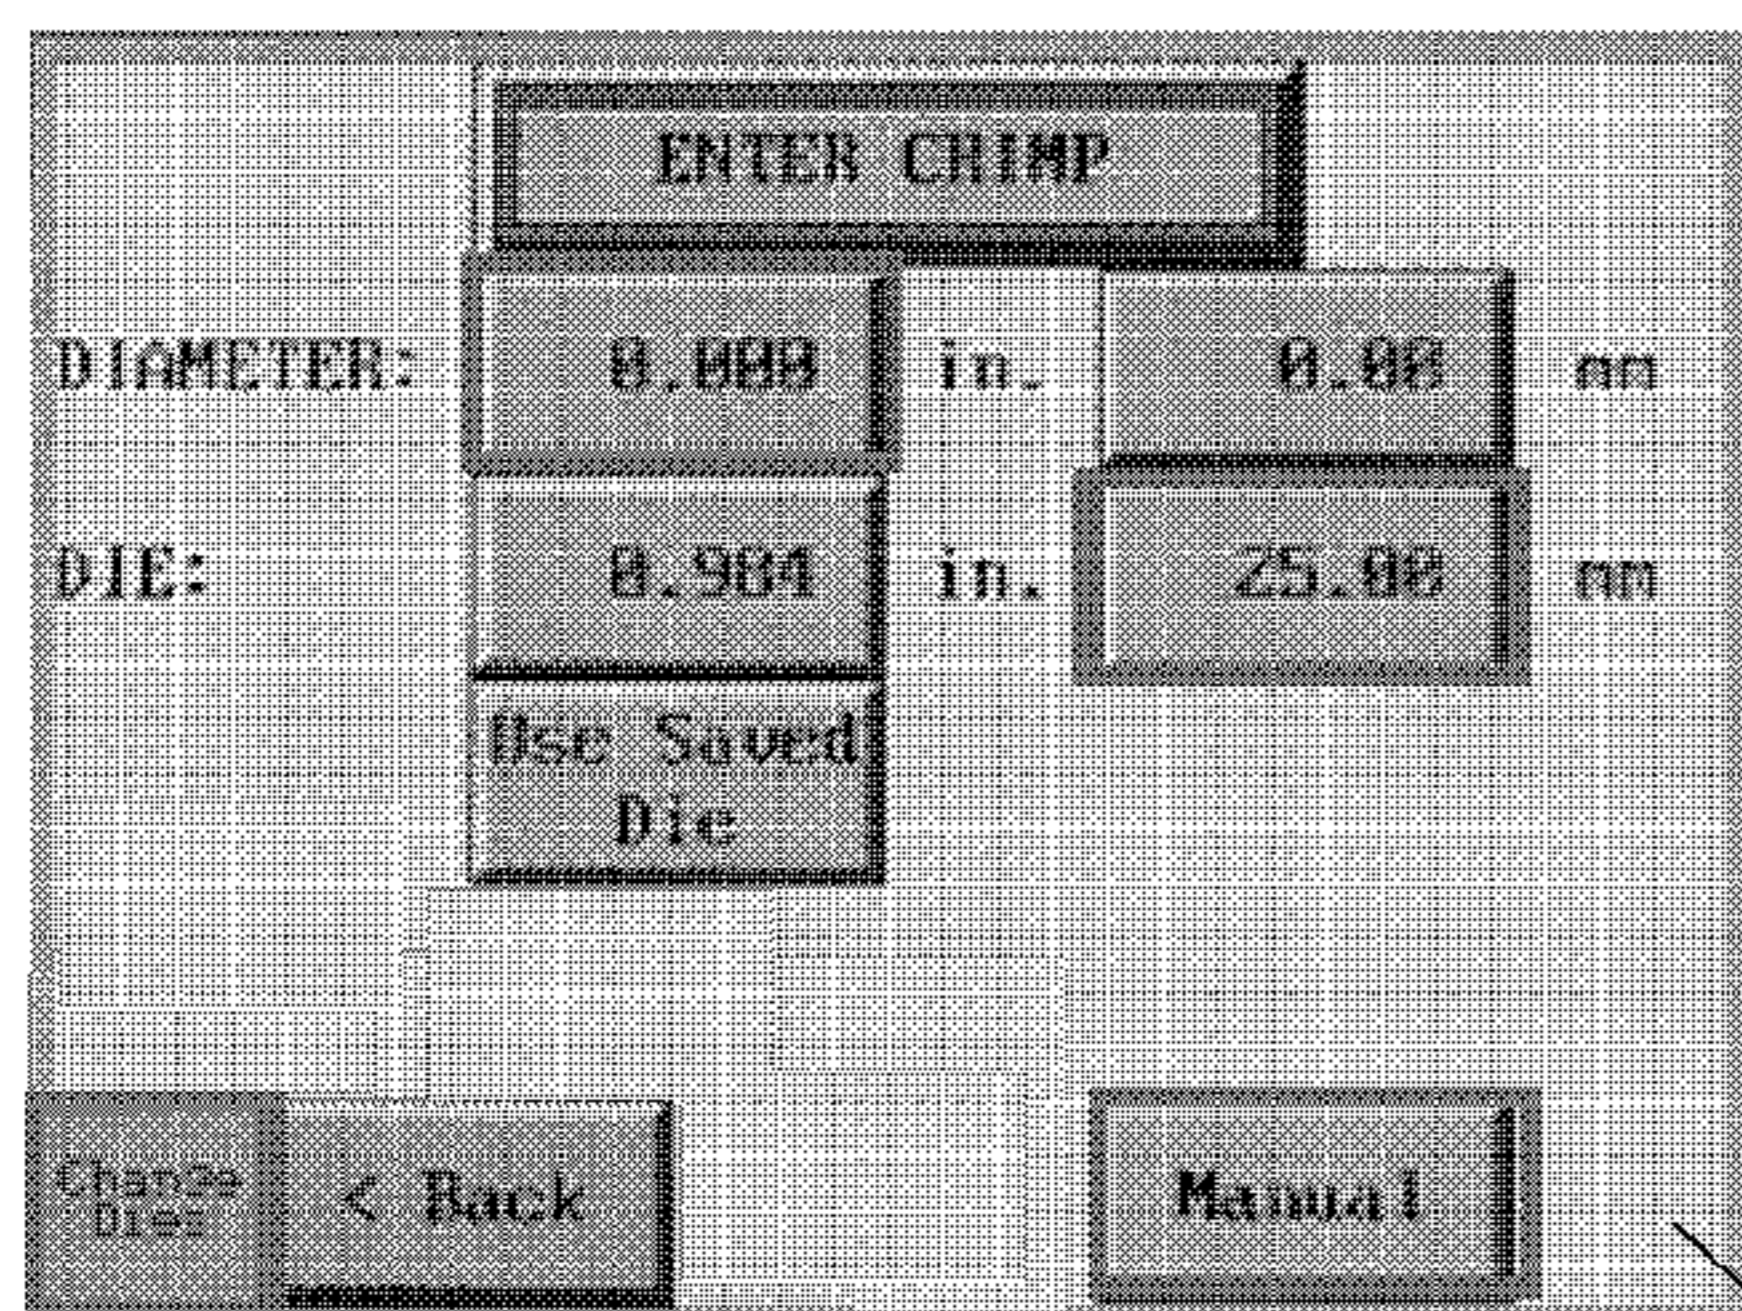 ENTER CRIMP
DIAMETER: 0.000 in. 0.00 mm
DIE: 0.984 in. 25.00 mm
Use Saved
Die
Change
Dies
< Back
Manual